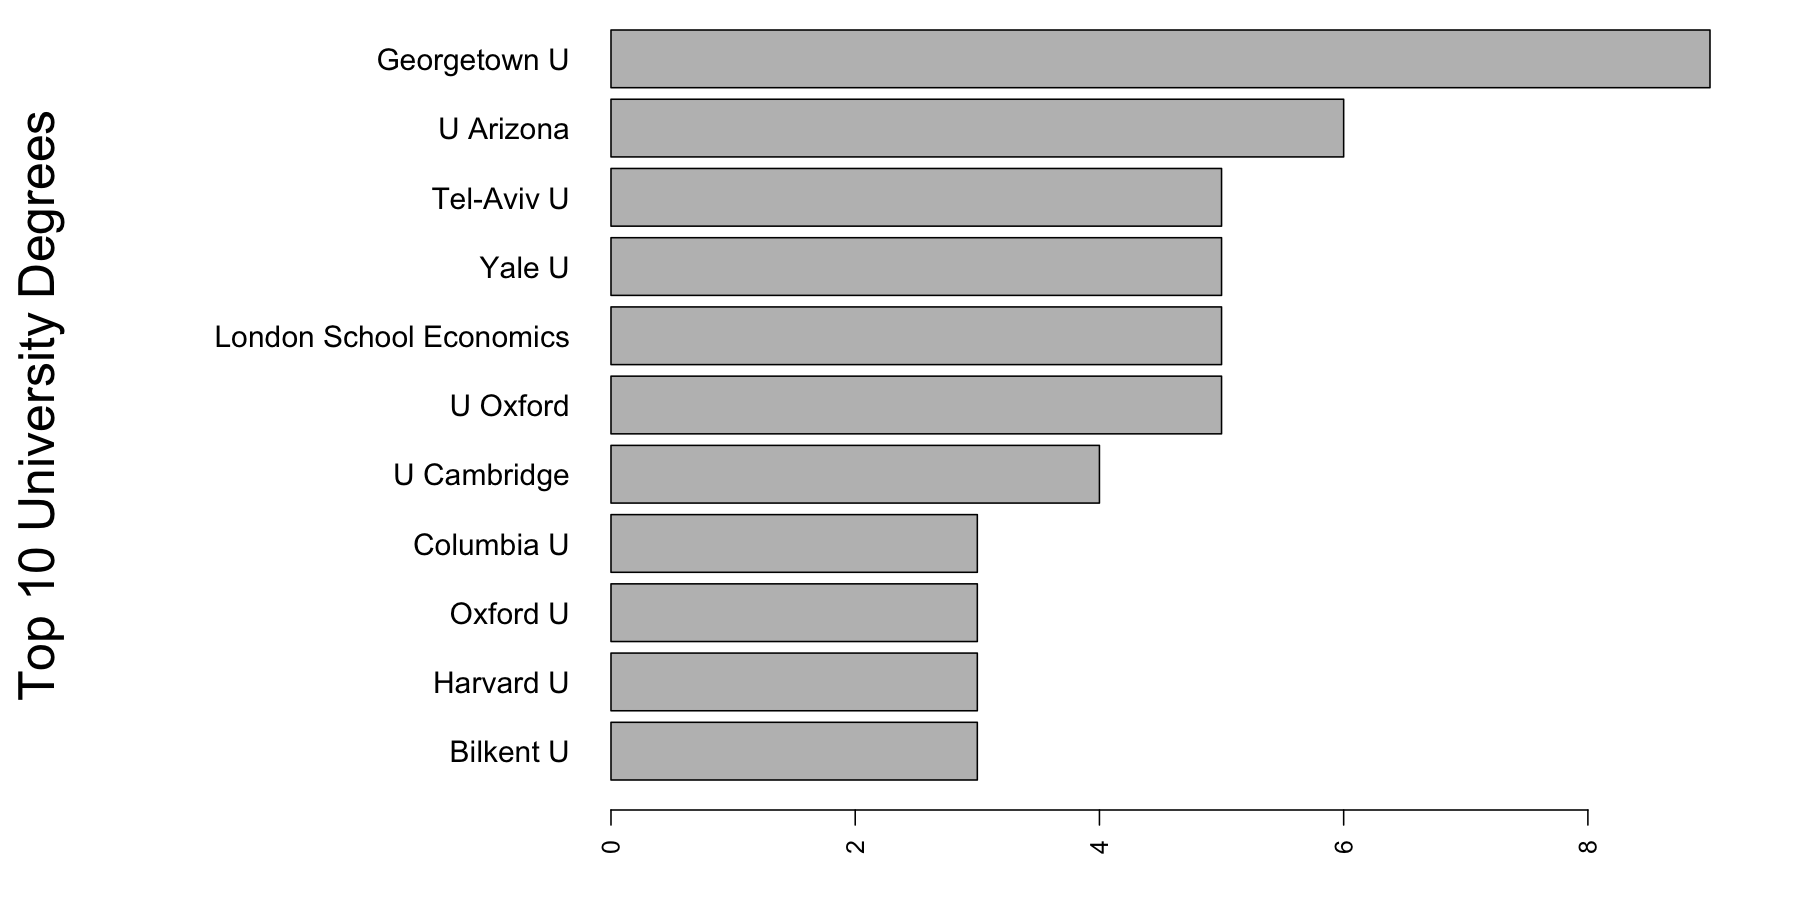 Top 10 University Degrees
Georgetown U
U Arizona
Tel-Aviv U
Yale U
London School Economics
U Oxford
U Cambridge
Columbia U
Oxford U
Harvard U
Bilkent U
0 2 4 6 8